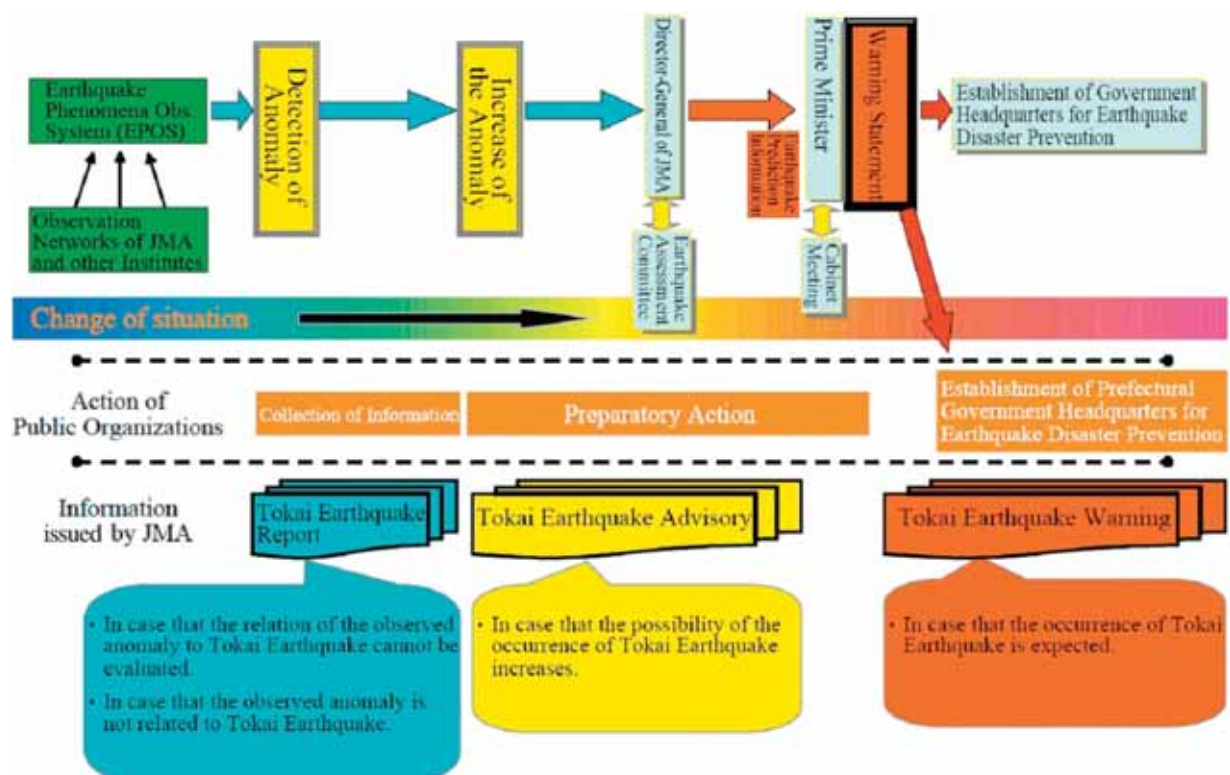 Earthquake
Phenomena Obs.
System (EPOS)
Observation
Networks of JMA
and other Institutes
Detection of
Anomaly
Increase of
the Anomaly
Director-General of JMA
Earthquake
Assessment
Committee
Earthquake
Prediction
Information
Prime Minister
Cabinet
Meeting
Warning Statement
Establishment of Government
Headquarters for Earthquake
Disaster Prevention
Change of situation
Action of
Public Organizations
Collection of Information
Preparatory Action
Establishment of Prefectural
Government Headquarters for
Earthquake Disaster Prevention
Information
issued by JMA
Tokai Earthquake
Report
Tokai Earthquake Advisory
Tokai Earthquake Warning
• In case that the relation of the observed
anomaly to Tokai Earthquake cannot be
evaluated.
• In case that the observed anomaly is
not related to Tokai Earthquake.
• In case that the possibility of the
occurrence of Tokai Earthquake
increases.
• In case that the occurrence of Tokai
Earthquake is expected.